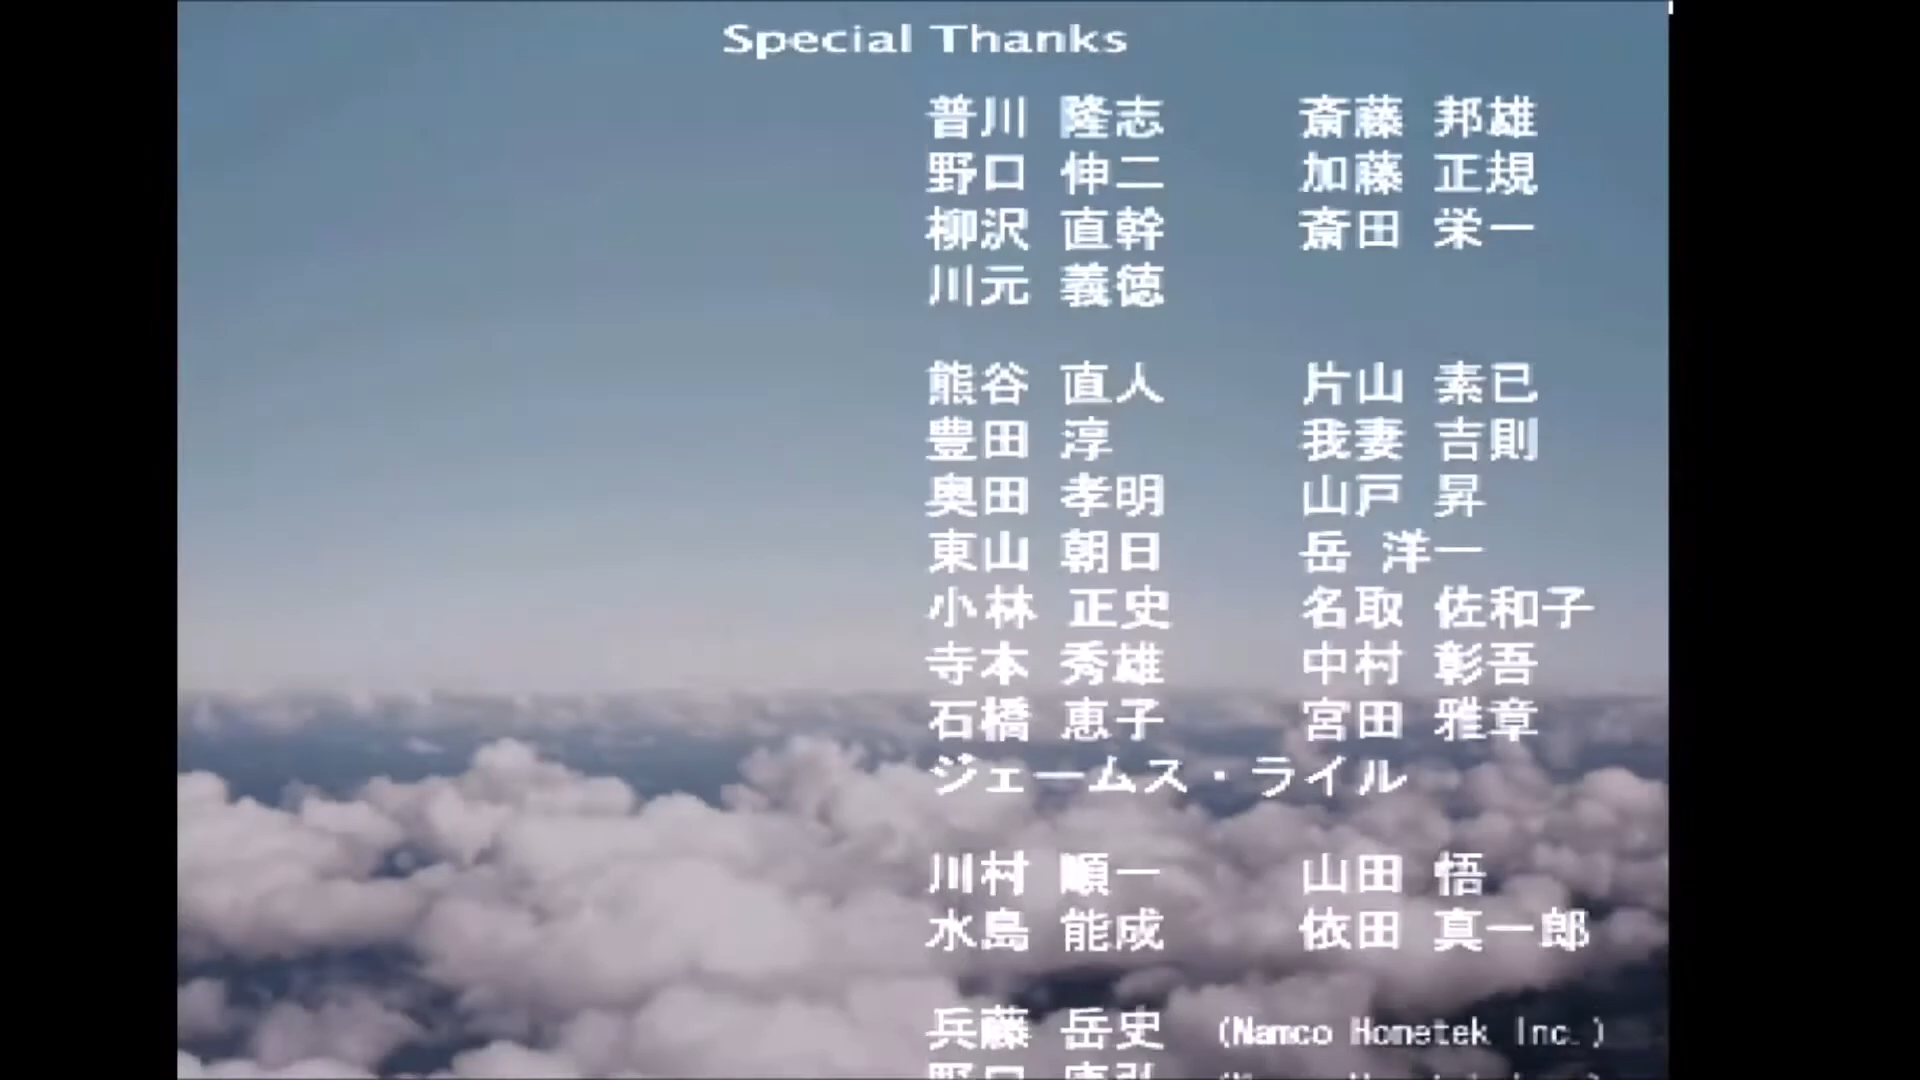 Special Thanks
普川 隆志 斎藤 邦雄
野口 伸二 加藤 正規
柳沢 直幹 斎田 栄一
川元 義徳
熊谷 直人 片山 素己
豊田 淳 我妻 吉則
奥田 孝明 山戸 昇
東山 朝日 岳 洋一
小林 正史 名取 佐和子
寺本 秀雄 中村 彰吾
石橋 恵子 宮田 雅章
ジェームス・ライル
川村 順一 山田 悟
水島 能成 依田 真一郎
兵藤 岳史 (Namco Hometek Inc.)
野口